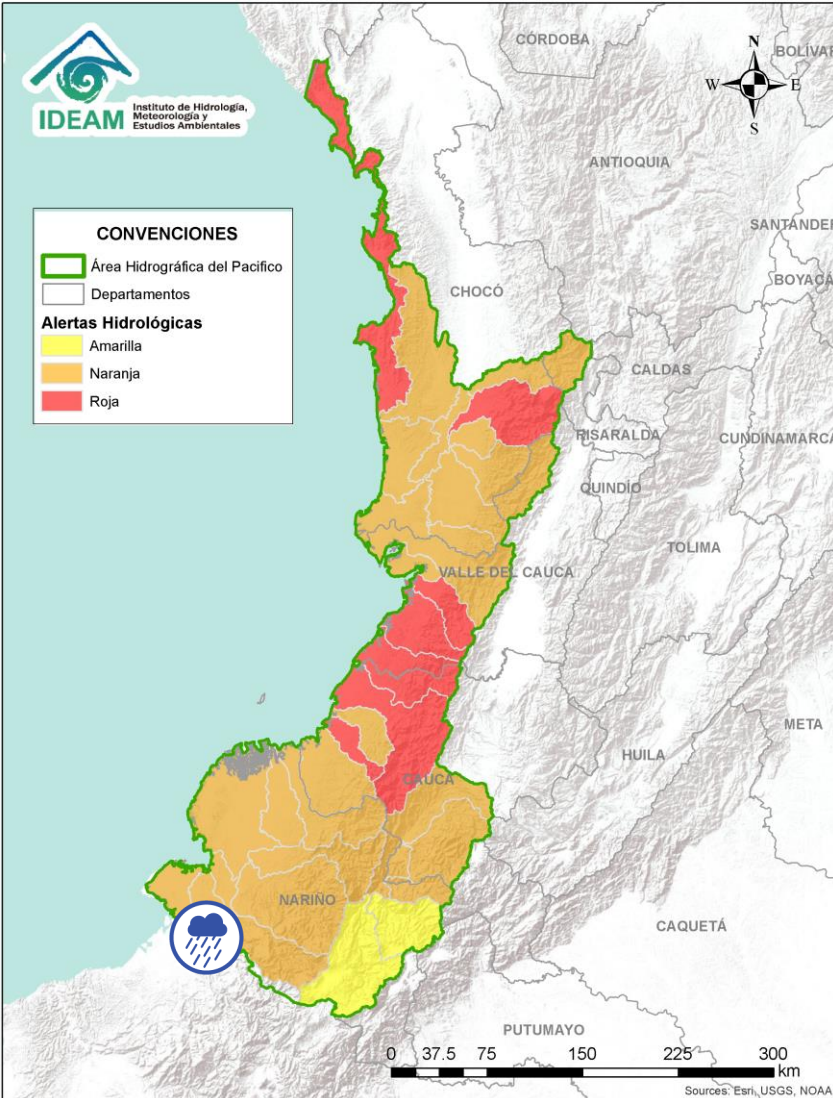 IDEAM
Instituto de Hidrología,
Meteorología y
Estudios Ambientales
N
W
E
S
CONVENCIONES
Área Hidrográfica del Pacifico
Departamentos
Alertas Hidrológicas
Amarilla
Naranja
Roja
CÓRDOBA
BOLÍVAR
ANTIOQUIA
SANTANDER
BOYACÁ
CHOCÓ
CALDAS
RISARALDA
CUNDINAMARCA
QUINDÍO
TOLIMA
VALLE DEL CAUCA
META
HUILA
CAUCA
NARIÑO
CAQUETÁ
PUTUMAYO
0 37.5 75 150 225 300
km
Sources: Esri, USGS, NOAA